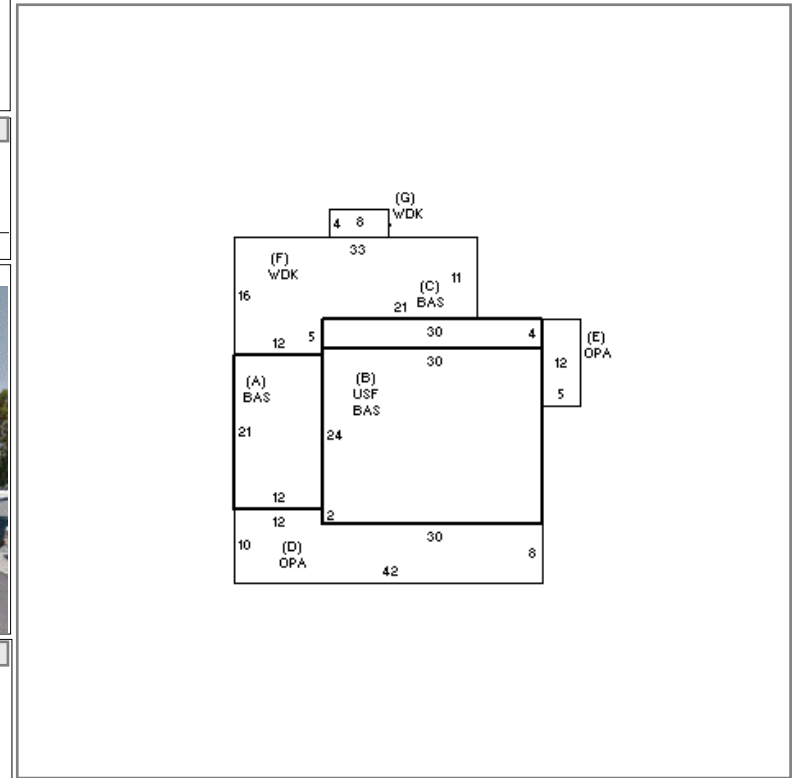 (G)
WDK
4 8
33
(F)
WDK
11
16
(C)
BAS
21
12 5
30 4
(E)
OPA
30
12
(A)
BAS
(B)
USF
BAS
5
21
24
12
2
12
30
10
(D)
OPA
8
42